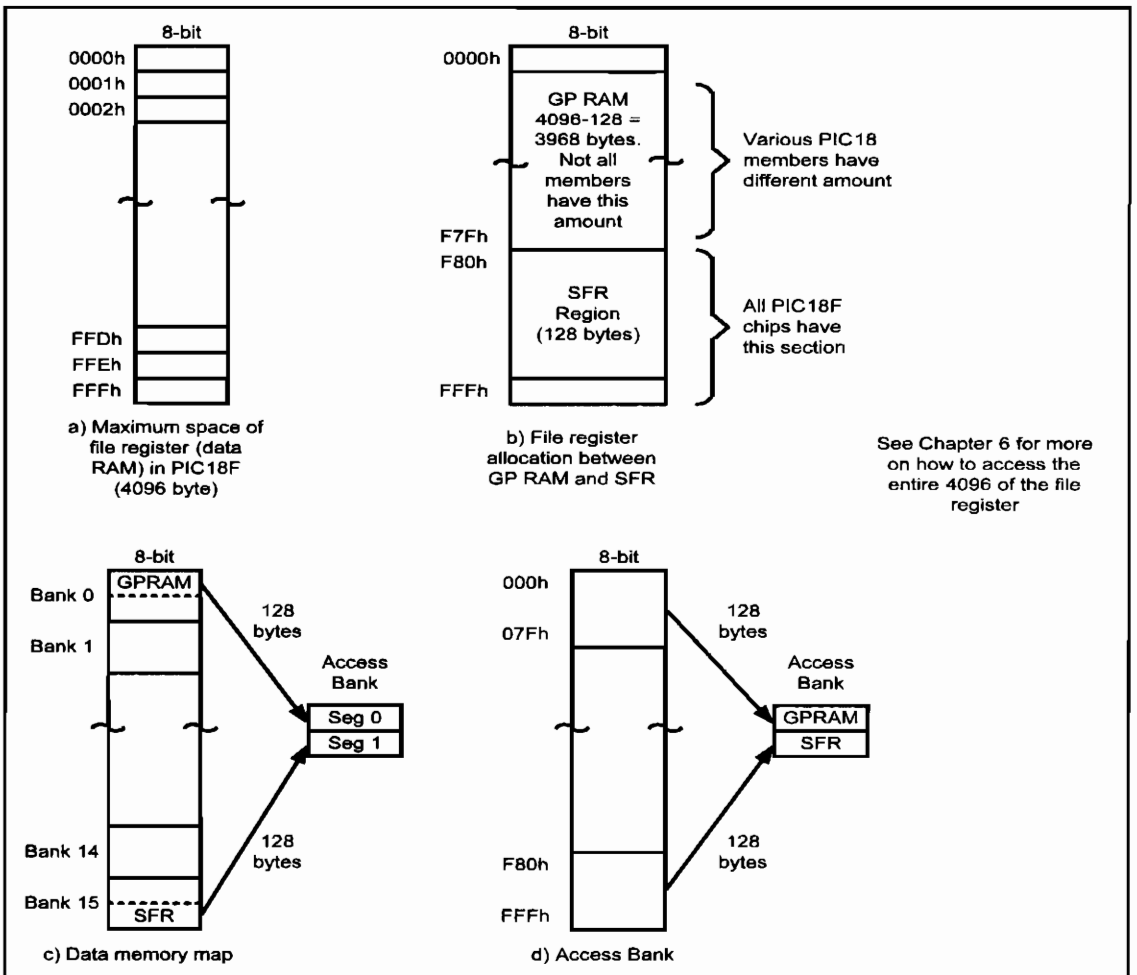 8-bit
0000h
0001h
0002h
FFDh
FFEh
FFFh
a) Maximum space of
file register (data
RAM) in PIC18F
(4096 byte)
8-bit
0000h
GP RAM
4096-128 =
3968 bytes.
Not all
members
have this
amount
F7Fh
F80h
SFR
Region
(128 bytes)
FFFh
Various PIC18
members have
different amount
All PIC18F
chips have
this section
b) File register
allocation between
GP RAM and SFR
See Chapter 6 for more
on how to access the
entire 4096 of the file
register
8-bit
GPRAM
Bank 0
Bank 1
Bank 14
Bank 15
SFR
128
bytes
Access
Bank
Seg 0
Seg 1
128
bytes
c) Data memory map
8-bit
000h
07Fh
F80h
FFFh
128
bytes
Access
Bank
GPRAM
SFR
128
bytes
d) Access Bank